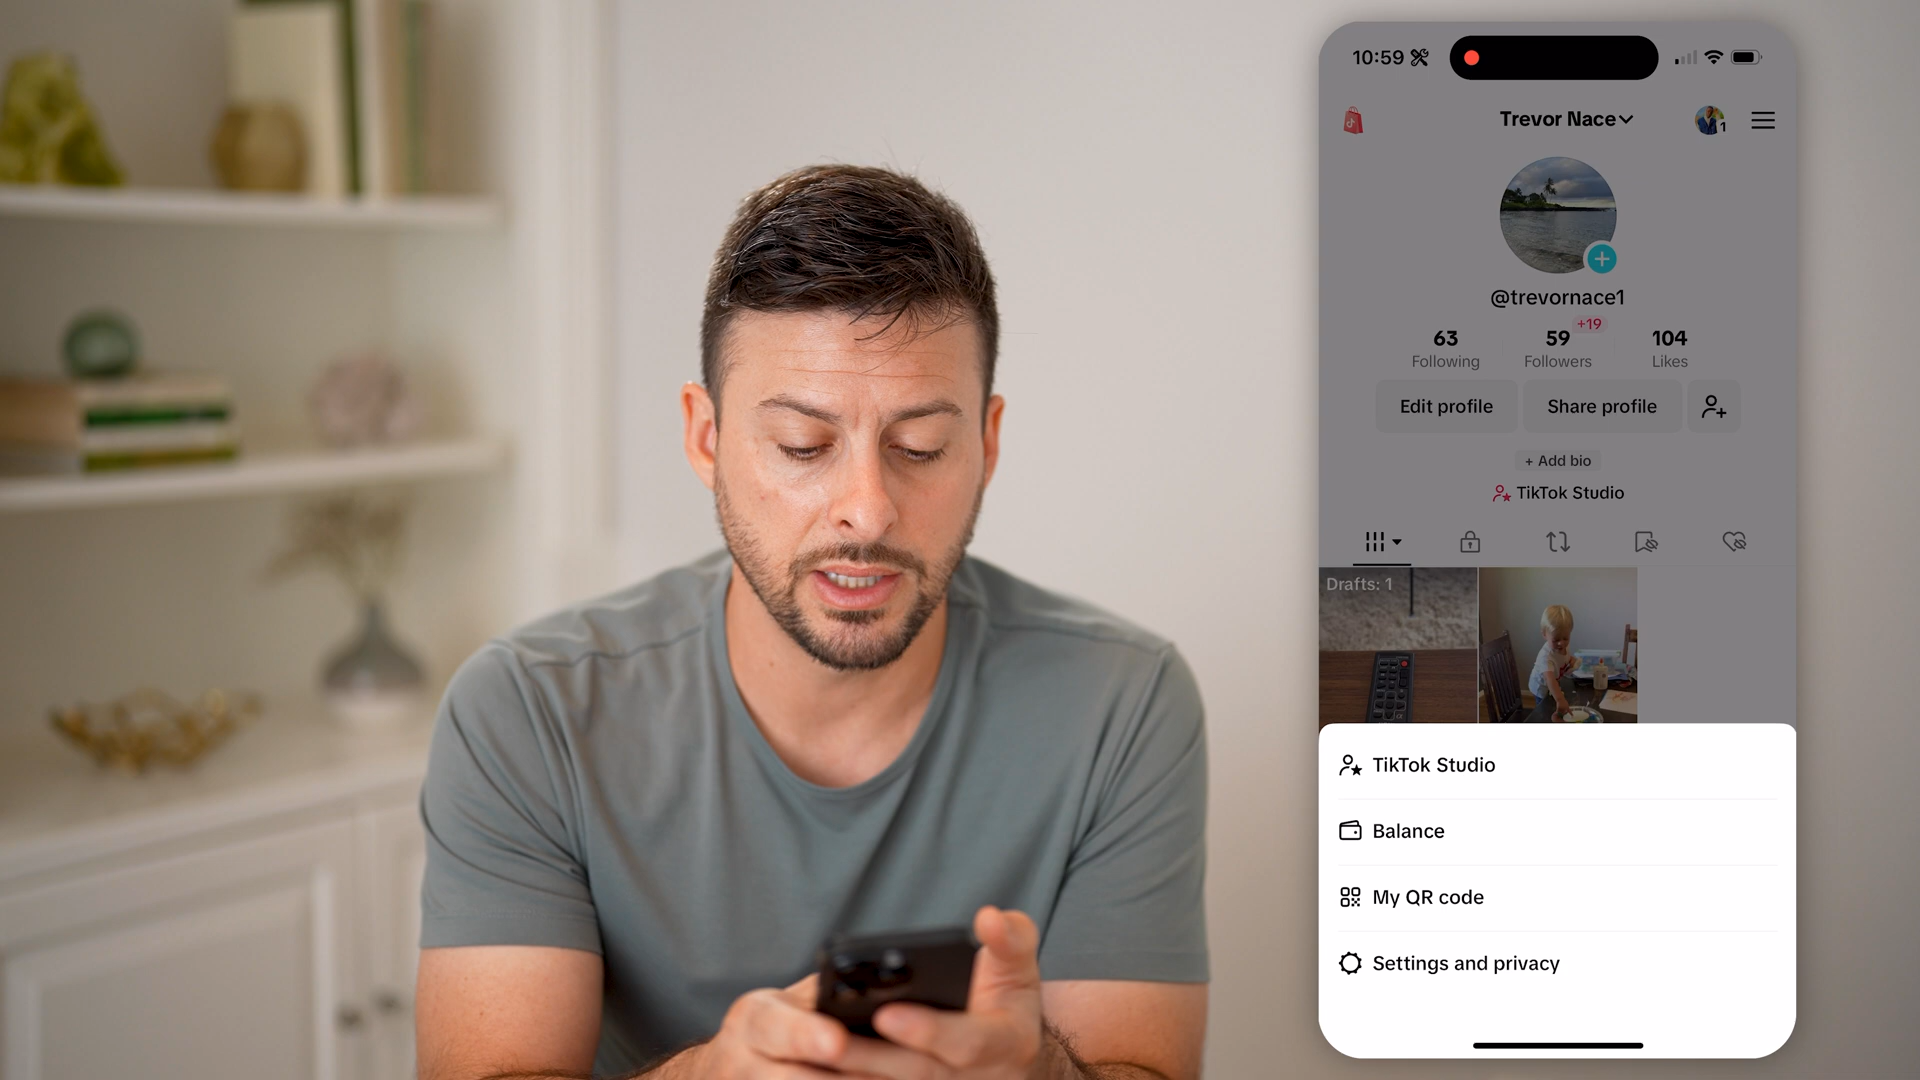 10:59
Trevor Nace
1
@trevornace1
63
Following
59
+19
Followers
104
Likes
Edit profile
Share profile
+ Add bio
TikTok Studio
Drafts: 1
TikTok Studio
Balance
My QR code
Settings and privacy